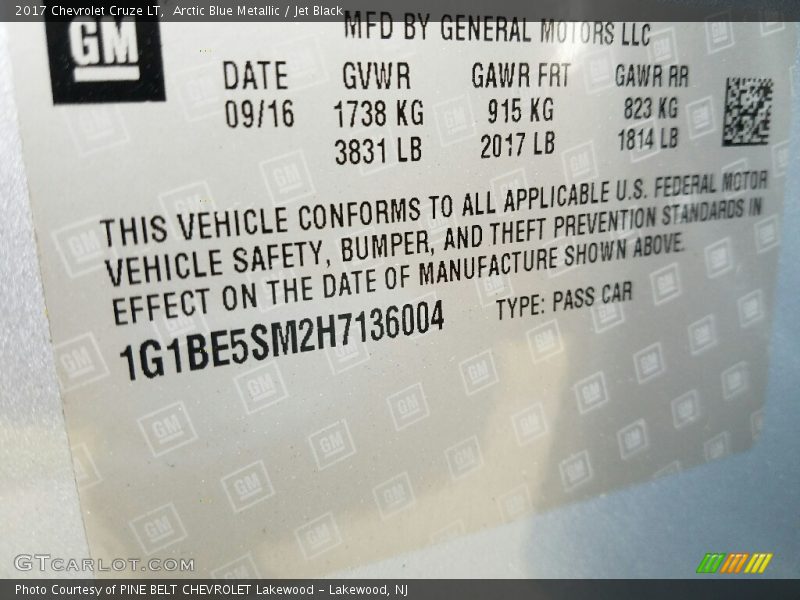 2017 Chevrolet Cruze LT, Arctic Blue Metallic / Jet Black
GM
MFD BY GENERAL MOTORS LLC
DATE GVWR GAWR FRT GAWR RR
09/16 1738 KG 915 KG 823 KG
3831 LB 2017 LB 1814 LB
THIS VEHICLE CONFORMS TO ALL APPLICABLE U.S. FEDERAL MOTOR
VEHICLE SAFETY, BUMPER, AND THEFT PREVENTION STANDARDS IN
EFFECT ON THE DATE OF MANUFACTURE SHOWN ABOVE.
1G1BE5SM2H7136004 TYPE: PASS CAR
GTCARLOT.COM
Photo Courtesy of PINE BELT CHEVROLET Lakewood - Lakewood, NJ